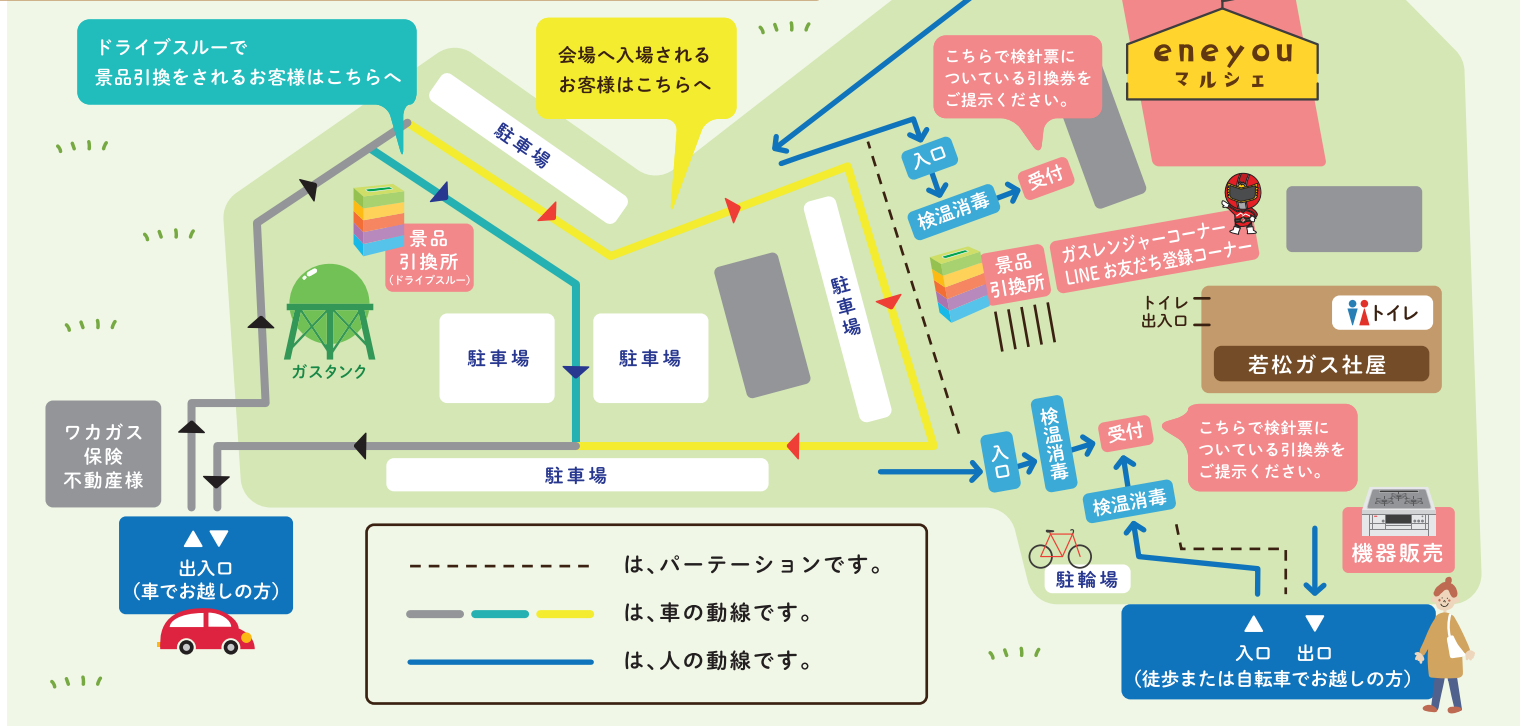 ドライブスルーで
景品引換をされるお客様はこちらへ
会場へ入場される
お客様はこちらへ
こちらで検針票に
ついている引換券を
ご提示ください。
eneyou
マルシェ
駐車場
入口
検温消毒
受付
景品
引換所
(ドライブスルー)
ガスタンク
駐車場
駐車場
駐車場
景品
引換所
ガスレンジャーコーナー
LINE お友だち登録コーナー
トイレ
出入口
トイレ
若松ガス社屋
ワカガス
保険
不動産様
駐車場
入口
検温消毒
受付
こちらで検針票に
ついている引換券を
ご提示ください。
検温消毒
機器販売
駐輪場
出入口
(車でお越しの方)
は、パーテーションです。
は、車の動線です。
は、人の動線です。
入口 出口
(徒歩または自転車でお越しの方)